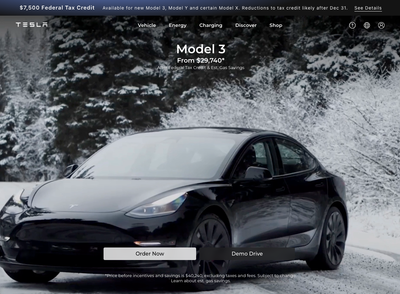 $7,500 Federal Tax Credit Available for new Model 3, Model Y and certain Model X. Reductions to tax credit likely after Dec 31. See Details
TESLA Vehicle Energy Charging Discover Shop
Model 3
From $29,740*
Federal Tax Credit & Est. Gas Savings
Order Now Demo Drive
*Price before incentives and savings is $40,240, excluding taxes and fees. Subject to change.
Learn about est. gas savings.